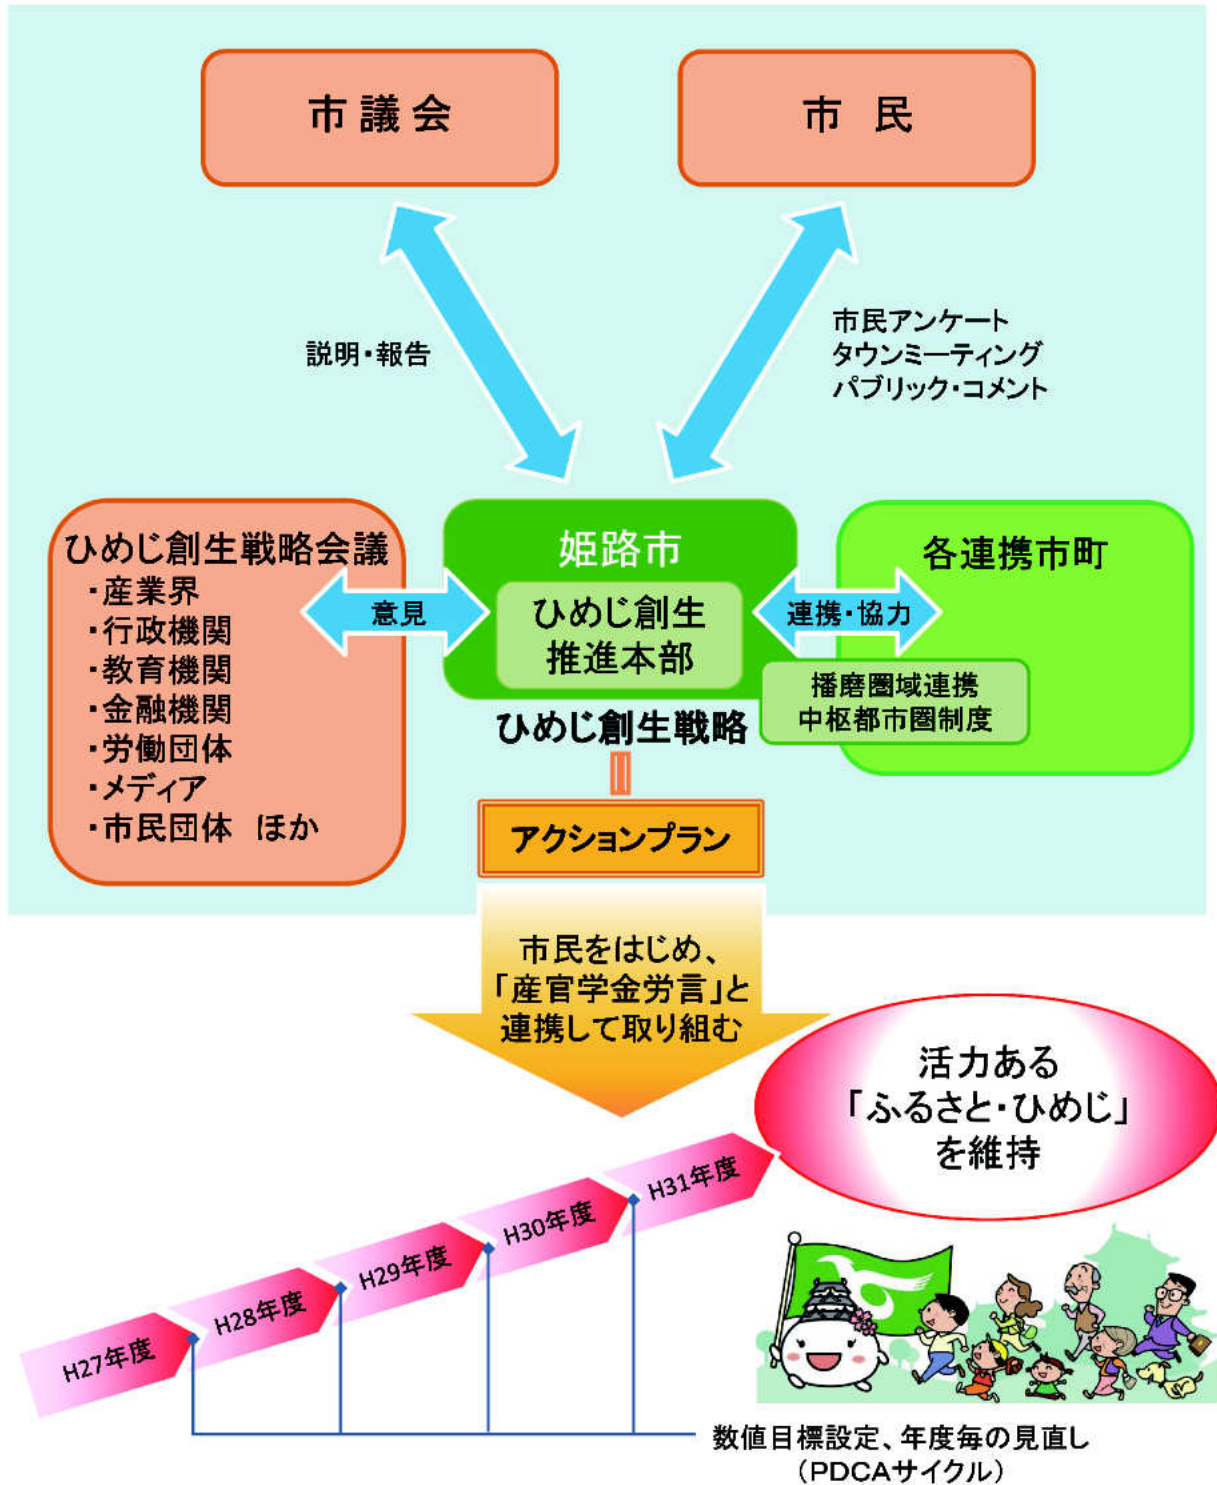 市議会
市 民
説明・報告
市民アンケート
タウンミーティング
パブリック・コメント
ひめじ創生戦略会議
・産業界
・行政機関
・教育機関
・金融機関
・労働団体
・メディア
・市民団体 ほか
意見
姫路市
ひめじ創生
推進本部
連携・協力
各連携市町
播磨圏域連携
中枢都市圏制度
ひめじ創生戦略
アクションプラン
市民をはじめ、
「産官学金労言」と
連携して取り組む
活力ある
「ふるさと・ひめじ」
を維持
H27年度
H28年度
H29年度
H30年度
H31年度
数値目標設定、年度毎の見直し
（PDCAサイクル）